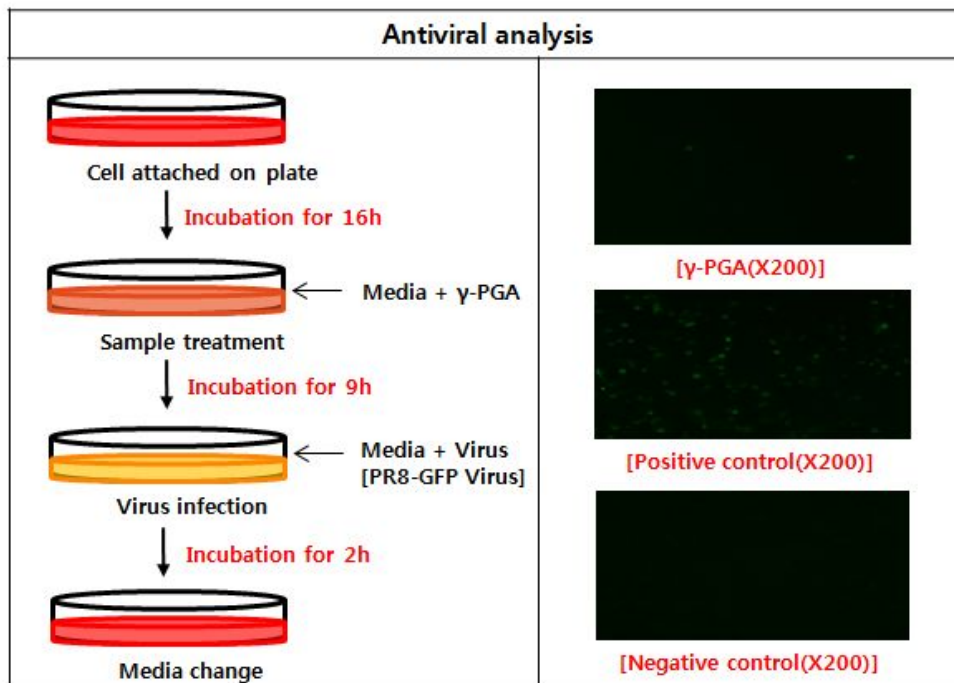 Antiviral analysis
Cell attached on plate
Incubation for 16h
Media + γ-PGA
Sample treatment
Incubation for 9h
Media + Virus
[PR8-GFP Virus]
Virus infection
Incubation for 2h
Media change
[γ-PGA(X200)]
[Positive control(X200)]
[Negative control(X200)]